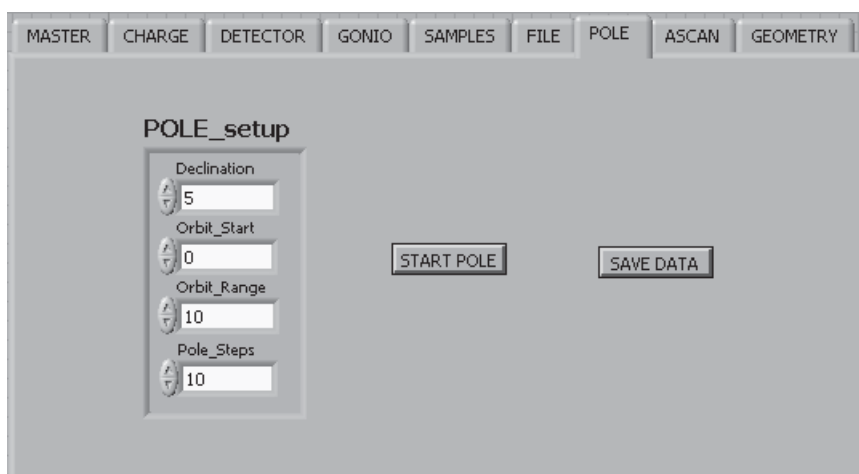 MASTER CHARGE DETECTOR GONIO SAMPLES FILE POLE ASCAN GEOMETRY
POLE_setup
Declination
5
Orbit_Start
0
Orbit_Range
10
Pole_Steps
10
START POLE
SAVE DATA